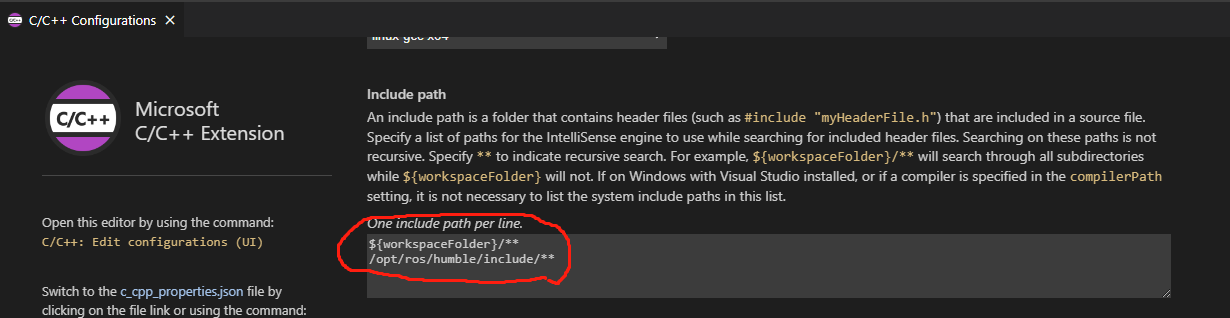 C/C++ Configurations
linux-gcc-x64
C/C++
Microsoft
C/C++ Extension
Open this editor by using the command:
C/C++: Edit configurations (UI)
Switch to the c_cpp_properties.json file by
clicking on the file link or using the command:
Include path
An include path is a folder that contains header files (such as #include "myHeaderFile.h") that are included in a source file.
Specify a list of paths for the IntelliSense engine to use while searching for included header files. Searching on these paths is not
recursive. Specify ** to indicate recursive search. For example, ${workspaceFolder}/** will search through all subdirectories
while ${workspaceFolder} will not. If on Windows with Visual Studio installed, or if a compiler is specified in the compilerPath
setting, it is not necessary to list the system include paths in this list.
One include path per line.
${workspaceFolder}/**
/opt/ros/humble/include/**